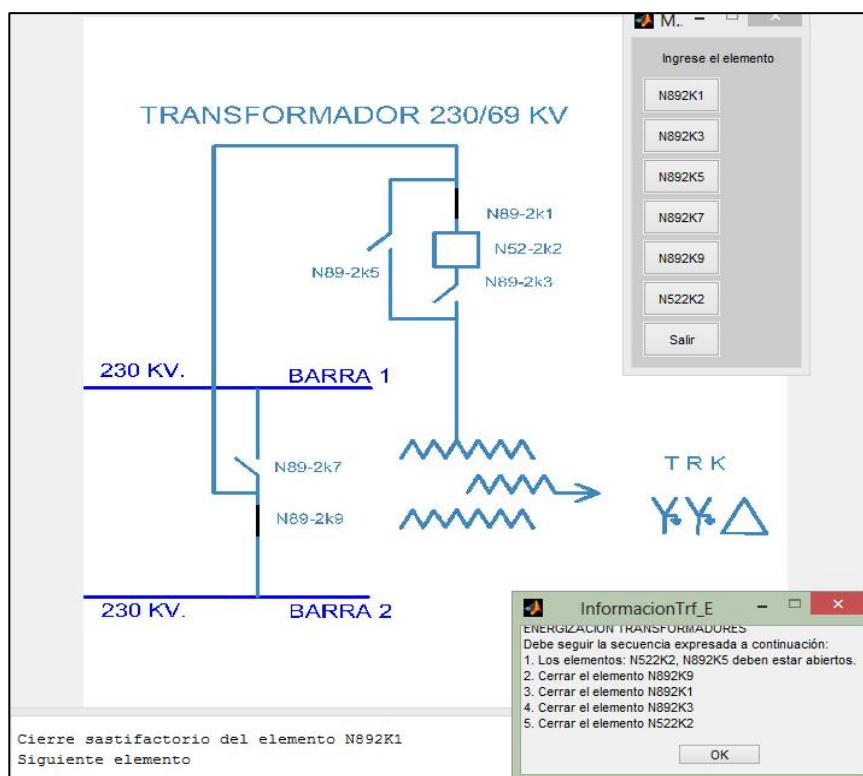 M..
Ingrese el elemento
N892K1
N892K3
N892K5
N892K7
N892K9
N522K2
Salir
TRANSFORMADOR 230/69 KV
N89-2k1
N52-2k2
N89-2k5
N89-2k3
230 KV.
BARRA 1
N89-2k7
N89-2k9
T R K
230 KV.
BARRA 2
InformacionTrf_E
ENERGIZACION TRANSFORMADORES
Debe seguir la secuencia expresada a continuación:
1. Los elementos: N522K2, N892K5 deben estar abiertos.
2. Cerrar el elemento N892K9
3. Cerrar el elemento N892K1
4. Cerrar el elemento N892K3
5. Cerrar el elemento N522K2
OK
Cierre sastifactorio del elemento N892K1
Siguiente elemento